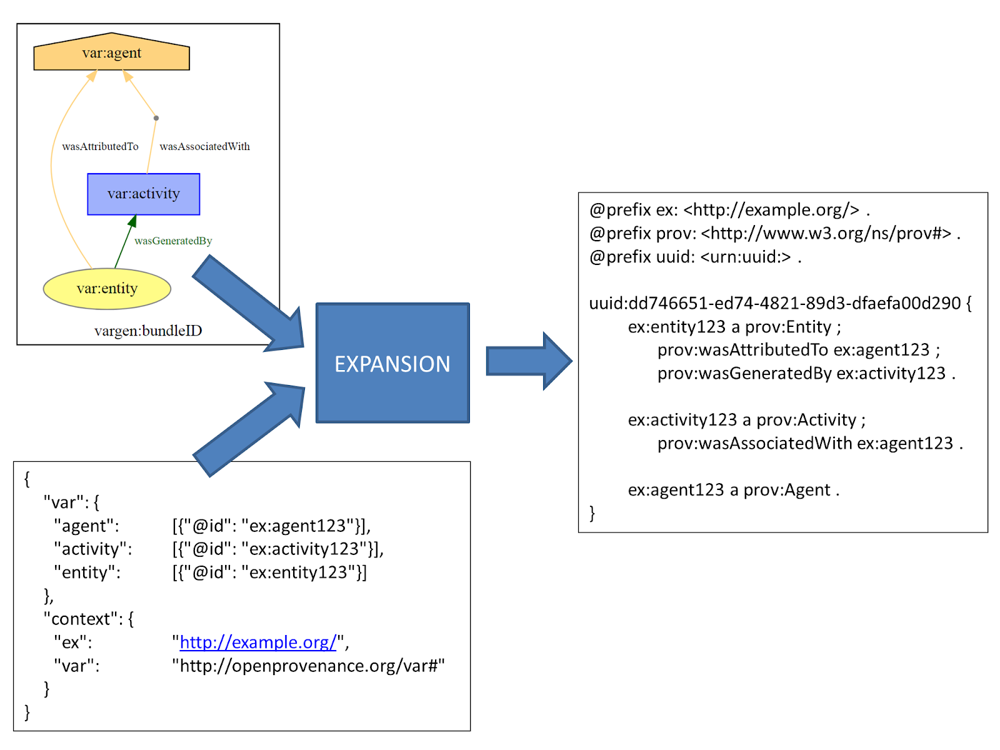 var:agent
wasAttributedTo
wasAssociatedWith
var:activity
wasGeneratedBy
var:entity
vargen:bundleID
EXPANSION
{
"var": {
"agent": [{"@id": "ex:agent123"}],
"activity": [{"@id": "ex:activity123"}],
"entity": [{"@id": "ex:entity123"}]
},
"context": {
"ex": "http://example.org/",
"var": "http://openprovenance.org/var#"
}
}
@prefix ex: <http://example.org/> .
@prefix prov: <http://www.w3.org/ns/prov#> .
@prefix uuid: <urn:uuid:> .
uuid:dd746651-ed74-4821-89d3-dfaefa00d290 {
ex:entity123 a prov:Entity ;
prov:wasAttributedTo ex:agent123 ;
prov:wasGeneratedBy ex:activity123 .
ex:activity123 a prov:Activity ;
prov:wasAssociatedWith ex:agent123 .
ex:agent123 a prov:Agent .
}